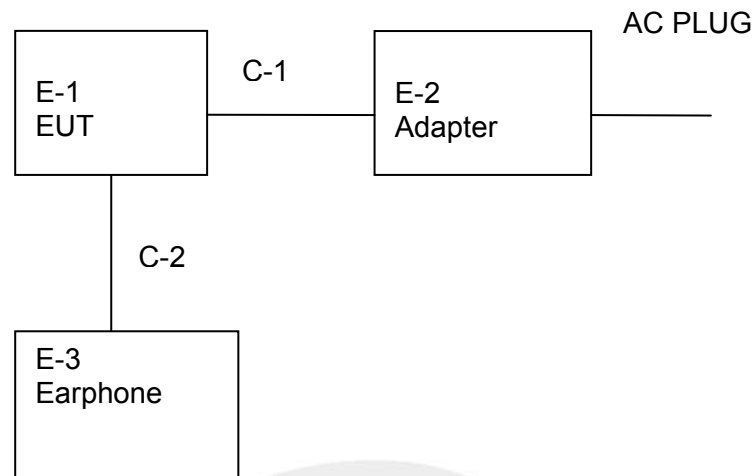 AC PLUG
C-1
E-1
EUT
E-2
Adapter
C-2
E-3
Earphone